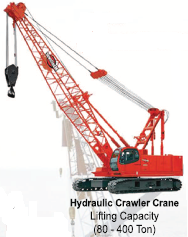 Hydraulic Crawler Crane
Lifting Capacity
(80 - 400 Ton)